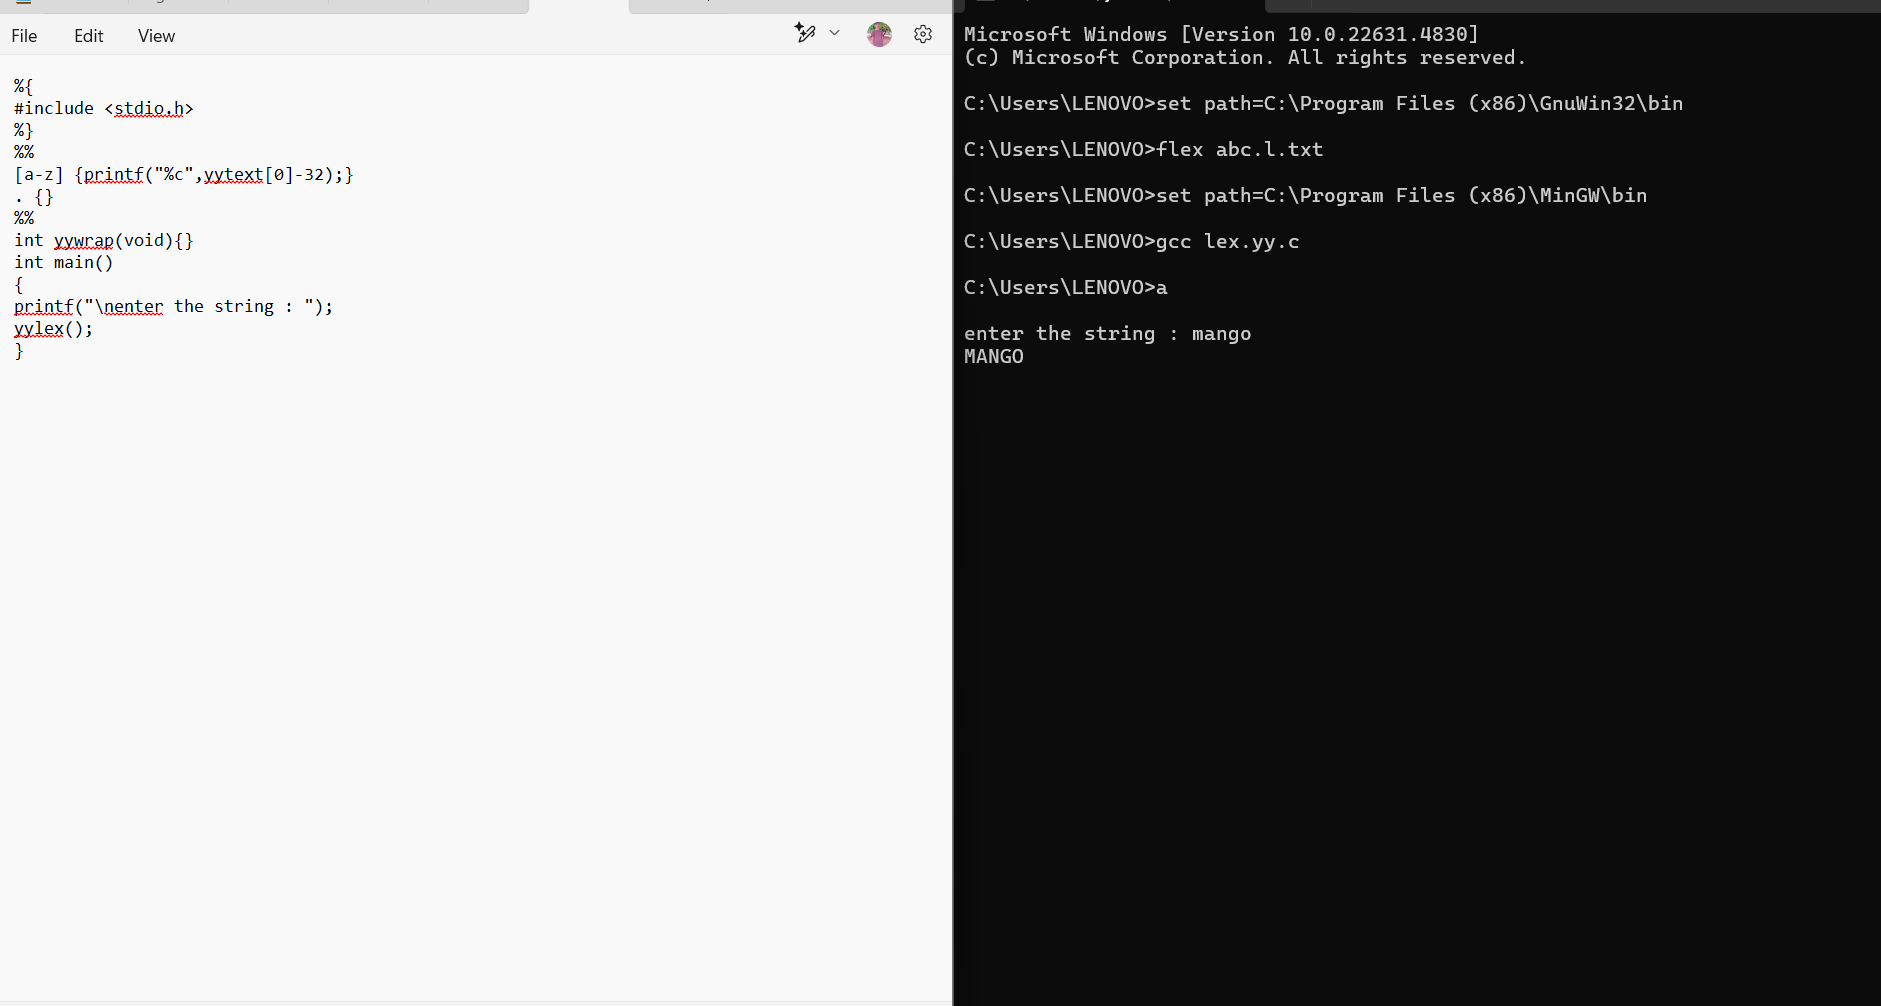 File Edit View
%{
#include <stdio.h>
%}
%%
[a-z] {printf("%c",yytext[0]-32);}
. {}
%%
int yywrap(void){}
int main()
{
printf("\nenter the string : ");
yylex();
}
Microsoft Windows [Version 10.0.22631.4830]
(c) Microsoft Corporation. All rights reserved.
C:\Users\LENOVO>set path=C:\Program Files (x86)\GnuWin32\bin
C:\Users\LENOVO>flex abc.l.txt
C:\Users\LENOVO>set path=C:\Program Files (x86)\MinGW\bin
C:\Users\LENOVO>gcc lex.yy.c
C:\Users\LENOVO>a
enter the string : mango
MANGO